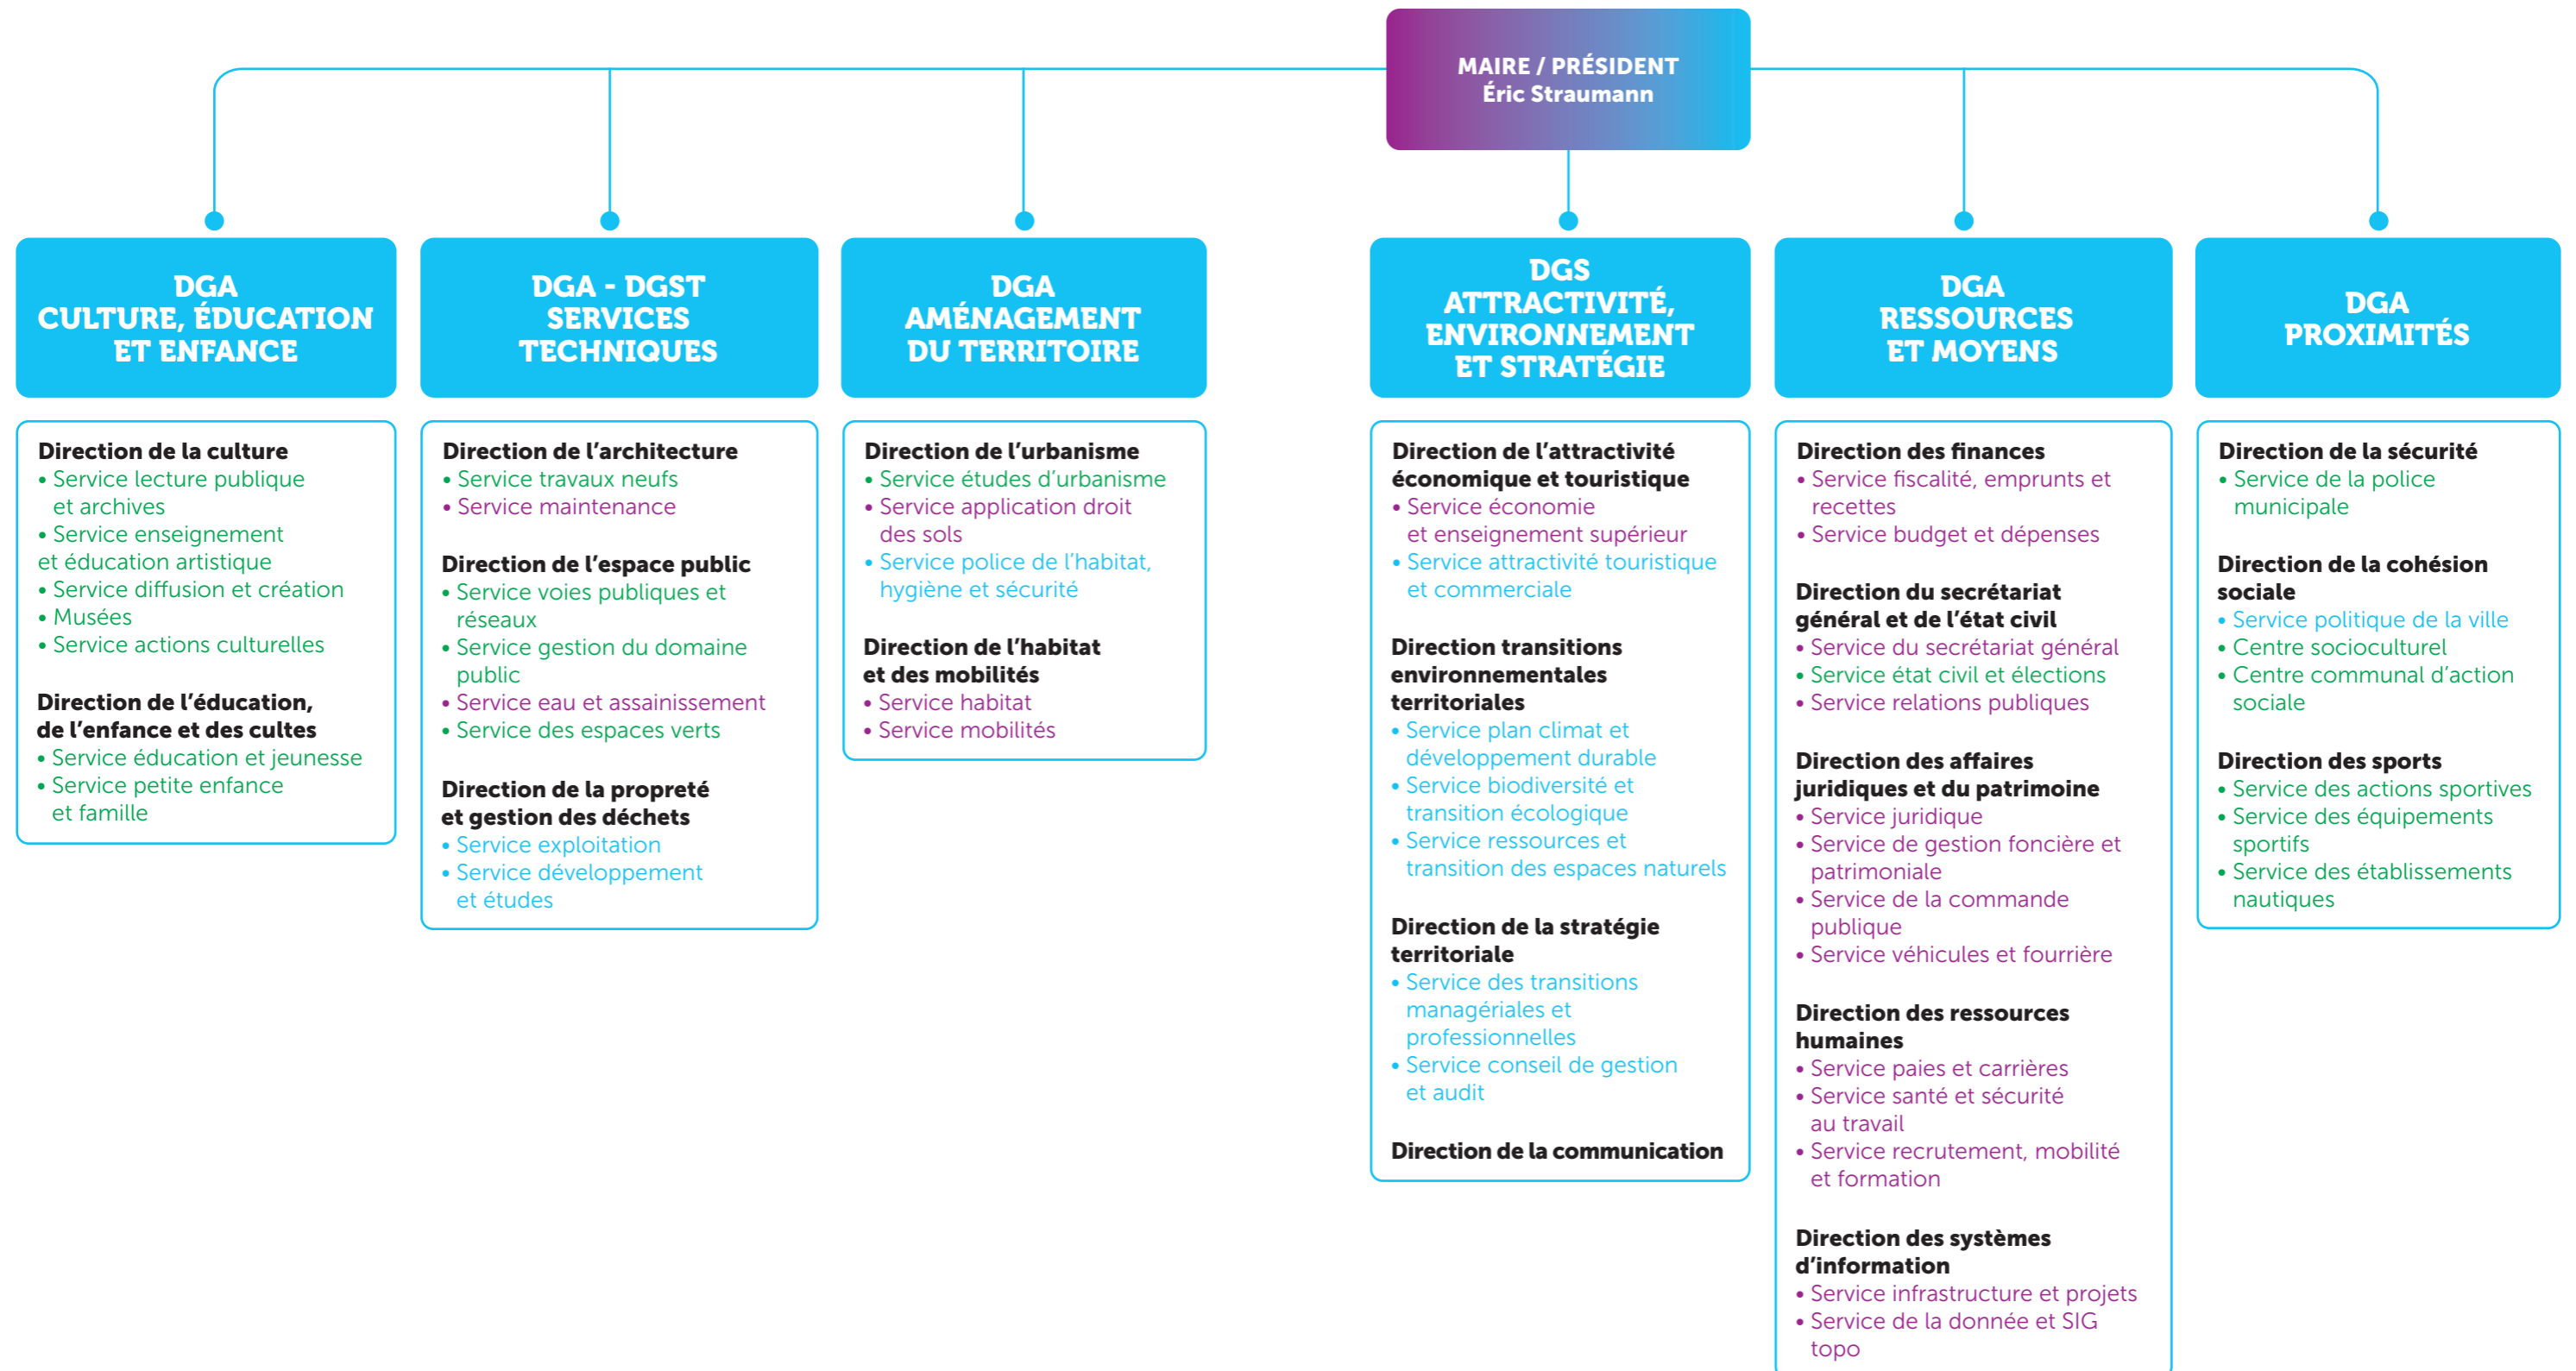 MAIRE / PRÉSIDENT
Éric Straumann
DGA
CULTURE, ÉDUCATION
ET ENFANCE
Direction de la culture
• Service lecture publique
et archives
• Service enseignement
et éducation artistique
• Service diffusion et création
• Musées
• Service actions culturelles
Direction de l’éducation,
de l’enfance et des cultes
• Service éducation et jeunesse
• Service petite enfance
et famille
DGA - DGST
SERVICES
TECHNIQUES
Direction de l’architecture
• Service travaux neufs
• Service maintenance
Direction de l’espace public
• Service voies publiques et
réseaux
• Service gestion du domaine
public
• Service eau et assainissement
• Service des espaces verts
Direction de la propreté
et gestion des déchets
• Service exploitation
• Service développement
et études
DGA
AMÉNAGEMENT
DU TERRITOIRE
Direction de l’urbanisme
• Service études d’urbanisme
• Service application droit
des sols
• Service police de l’habitat,
hygiène et sécurité
Direction de l’habitat
et des mobilités
• Service habitat
• Service mobilités
DGS
ATTRACTIVITÉ,
ENVIRONNEMENT
ET STRATÉGIE
Direction de l’attractivité
économique et touristique
• Service économie
et enseignement supérieur
• Service attractivité touristique
et commerciale
Direction transitions
environnementales
territoriales
• Service plan climat et
développement durable
• Service biodiversité et
transition écologique
• Service ressources et
transition des espaces naturels
Direction de la stratégie
territoriale
• Service des transitions
managériales et
professionnelles
• Service conseil de gestion
et audit
Direction de la communication
DGA
RESSOURCES
ET MOYENS
Direction des finances
• Service fiscalité, emprunts et
recettes
• Service budget et dépenses
Direction du secrétariat
général et de l’état civil
• Service du secrétariat général
• Service état civil et élections
• Service relations publiques
Direction des affaires
juridiques et du patrimoine
• Service juridique
• Service de gestion foncière et
patrimoniale
• Service de la commande
publique
• Service véhicules et fourrière
Direction des ressources
humaines
• Service paies et carrières
• Service santé et sécurité
au travail
• Service recrutement, mobilité
et formation
Direction des systèmes
d’information
• Service infrastructure et projets
• Service de la donnée et SIG
topo
DGA
PROXIMITÉS
Direction de la sécurité
• Service de la police
municipale
Direction de la cohésion
sociale
• Service politique de la ville
• Centre socioculturel
• Centre communal d’action
sociale
Direction des sports
• Service des actions sportives
• Service des équipements
sportifs
• Service des établissements
nautiques